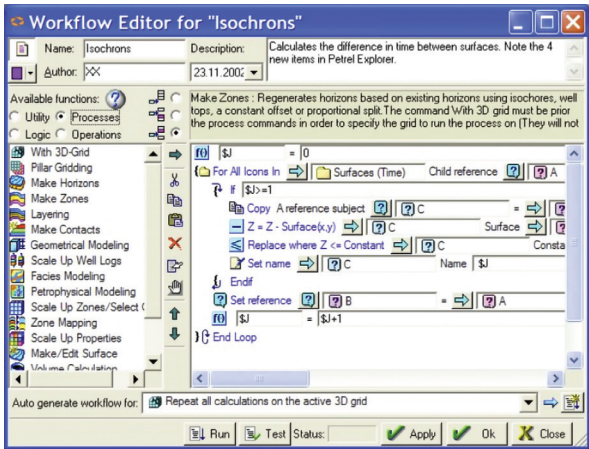 Workflow Editor for "Isochrons"
Name: Isochrons
Description: Calculates the difference in time between surfaces. Note the 4
new items in Petrel Explorer.
Author: XX
23.11.2002
Available functions:
Utility Processes
Logic Operations
Make Zones : Regenerates horizons based on existing horizons using isochores, well
tops, a constant offset or proportional split. The command With 3D grid must be prior
the process commands in order to specify the grid to run the process on (They will not
With 3D-Grid
Pillar Gridding
Make Horizons
Make Zones
Layering
Make Contacts
Geometrical Modeling
Scale Up Well Logs
Facies Modeling
Petrophysical Modeling
Scale Up Zones/Select
Zone Mapping
Scale Up Properties
Make/Edit Surface
Volume Calculation
f() $J = 0
For All Icons In Surfaces (Time) Child reference ? ? A
If $J>=1
Copy A reference subject ? ? C = ?
Z = Z - Surface(x,y) ? C Surface ?
Replace where Z <= Constant ? C Consta
Set name ? C Name $J
Endif
? Set reference ? ? B = ? A
f() $J = $J+1
End Loop
Auto generate workflow for: Repeat all calculations on the active 3D grid
Run Test Status: Apply Ok Close